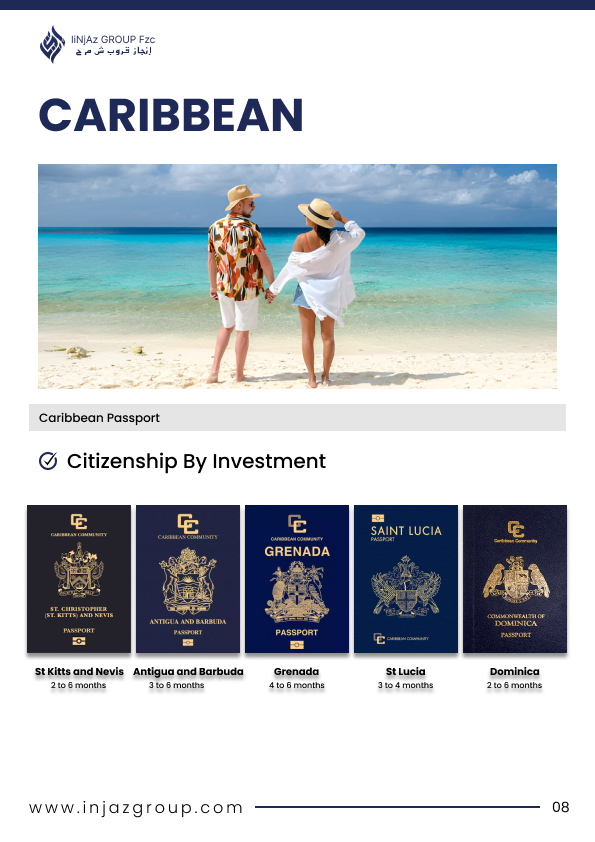 IiNjAz GROUP Fzc
إنجاز قروب ش م ح
CARIBBEAN
Caribbean Passport
Citizenship By Investment
CARIBBEAN COMMUNITY
ST. CHRISTOPHER
(ST. KITTS) AND NEVIS
PASSPORT
CARIBBEAN COMMUNITY
ANTIGUA AND BARBUDA
PASSPORT
CARIBBEAN COMMUNITY
GRENADA
PASSPORT
SAINT LUCIA
PASSPORT
CARIBBEAN COMMUNITY
Caribbean Community
COMMONWEALTH OF
DOMINICA
PASSPORT
St Kitts and Nevis
2 to 6 months
Antigua and Barbuda
3 to 6 months
Grenada
4 to 6 months
St Lucia
3 to 4 months
Dominica
2 to 6 months
www.injazgroup.com
08